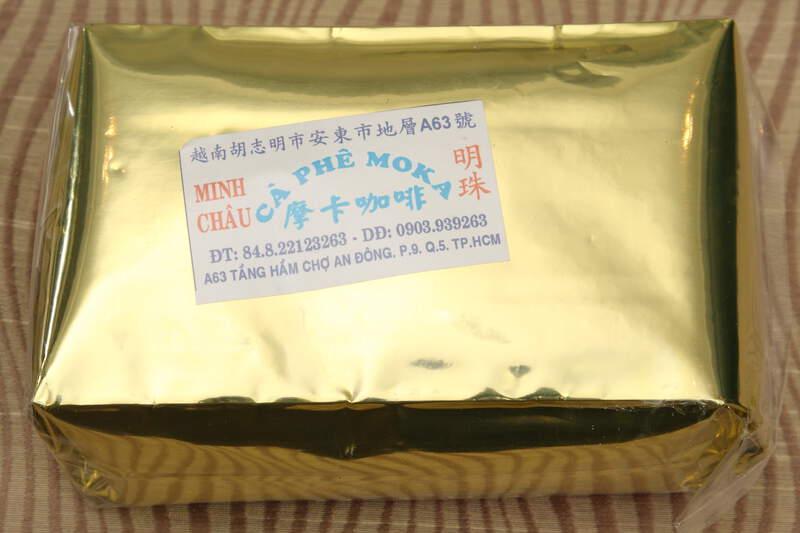 越南胡志明市安東市地層A63號
MINH CHÂU
CÀ PHÊ MOKA
摩卡咖啡
明珠
ĐT: 84.8.22123263 - DĐ: 0903.939263
A63 TẦNG HẦM CHỢ AN ĐÔNG. P.9. Q.5. TP.HCM